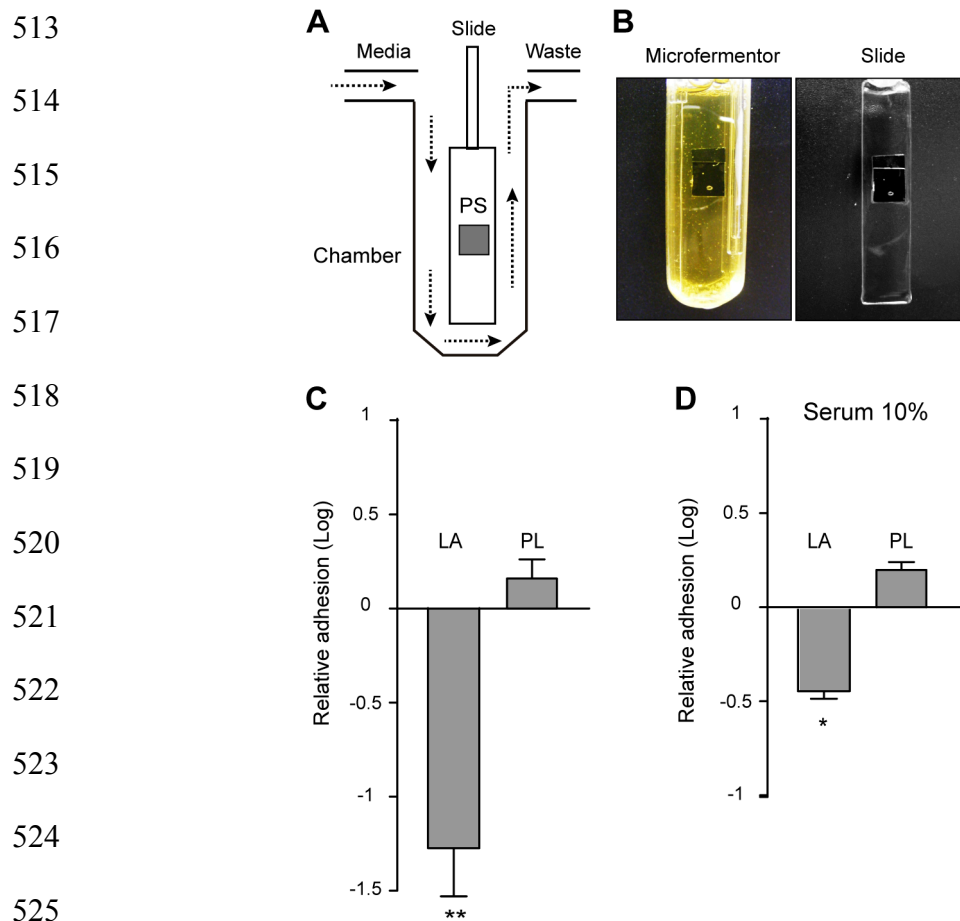 513
514
515
516
517
518
519
520
521
522
523
524
525
A
Slide
Media
Waste
PS
Chamber
B
Microfermentor
Slide
C
Relative adhesion (Log)
1
0.5
0
-0.5
-1
-1.5
LA
PL
**
D
Serum 10%
Relative adhesion (Log)
1
0.5
0
-0.5
-1
LA
PL
*